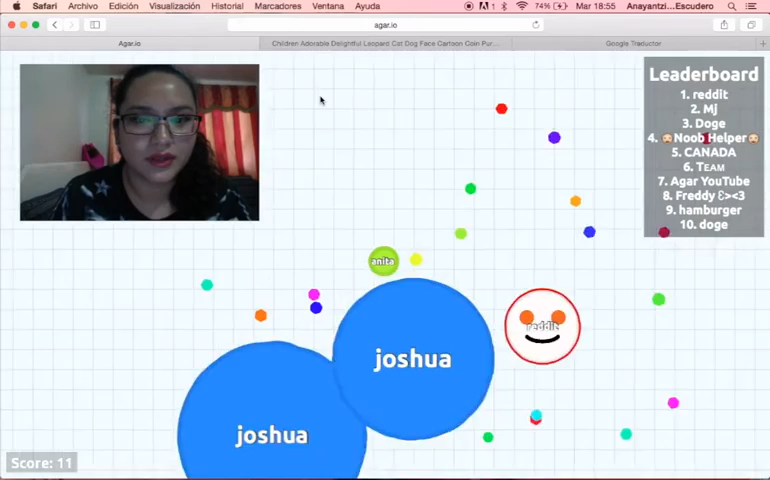 Safari Archivo Edición Visualización Historial Marcadores Ventana Ayuda
1 74% Mar 18:55 Anayantzi...Escudero
agar.io
Agar.io
Children Adorable Delightful Leopard Cat Dog Face Cartoon Coin Pur...
Google Traductor
Leaderboard
1. reddit
2. Mj
3. Doge
4. Noob Helper
5. CANADA
6. Team
7. Agar YouTube
8. Freddy ℇ><3
9. hamburger
10. doge
anita
reddit
joshua
joshua
Score: 11